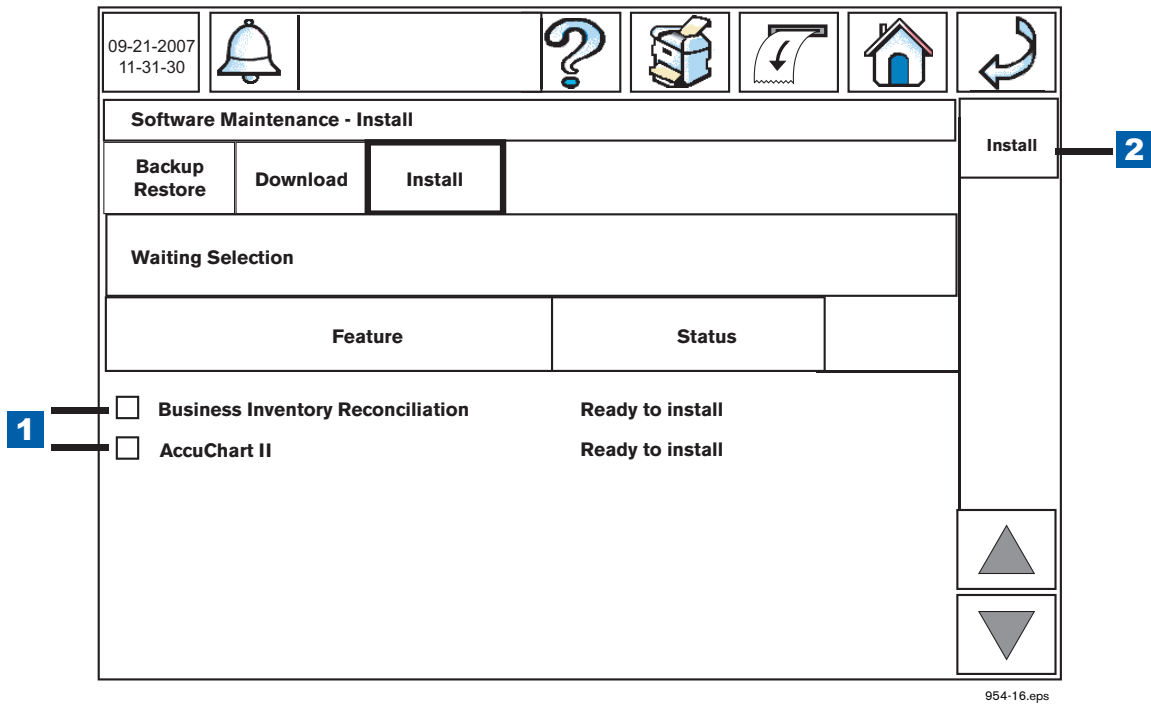 09-21-2007
11-31-30
Software Maintenance - Install
Install
2
Backup
Restore
Download
Install
Waiting Selection
Feature
Status
1
Business Inventory Reconciliation
Ready to install
AccuChart II
Ready to install
954-16.eps